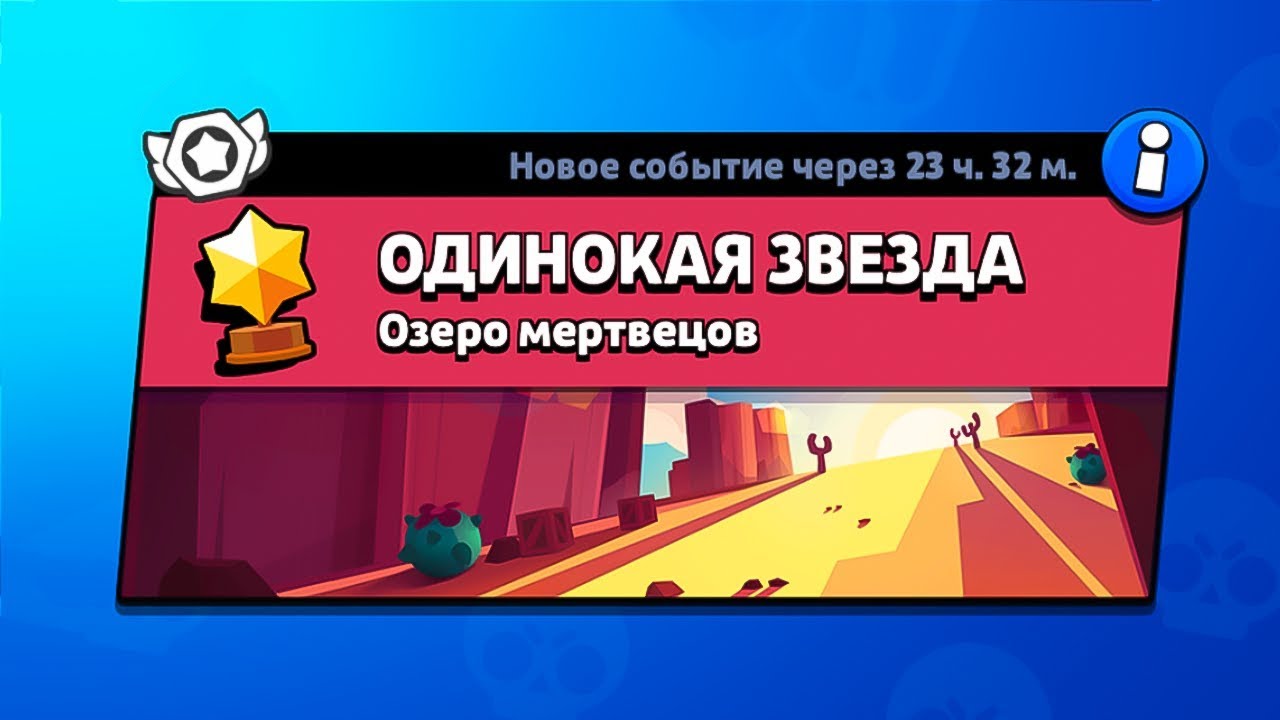 Новое событие через 23 ч. 32 м.
ОДИНОКАЯ ЗВЕЗДА
Озеро мертвецов